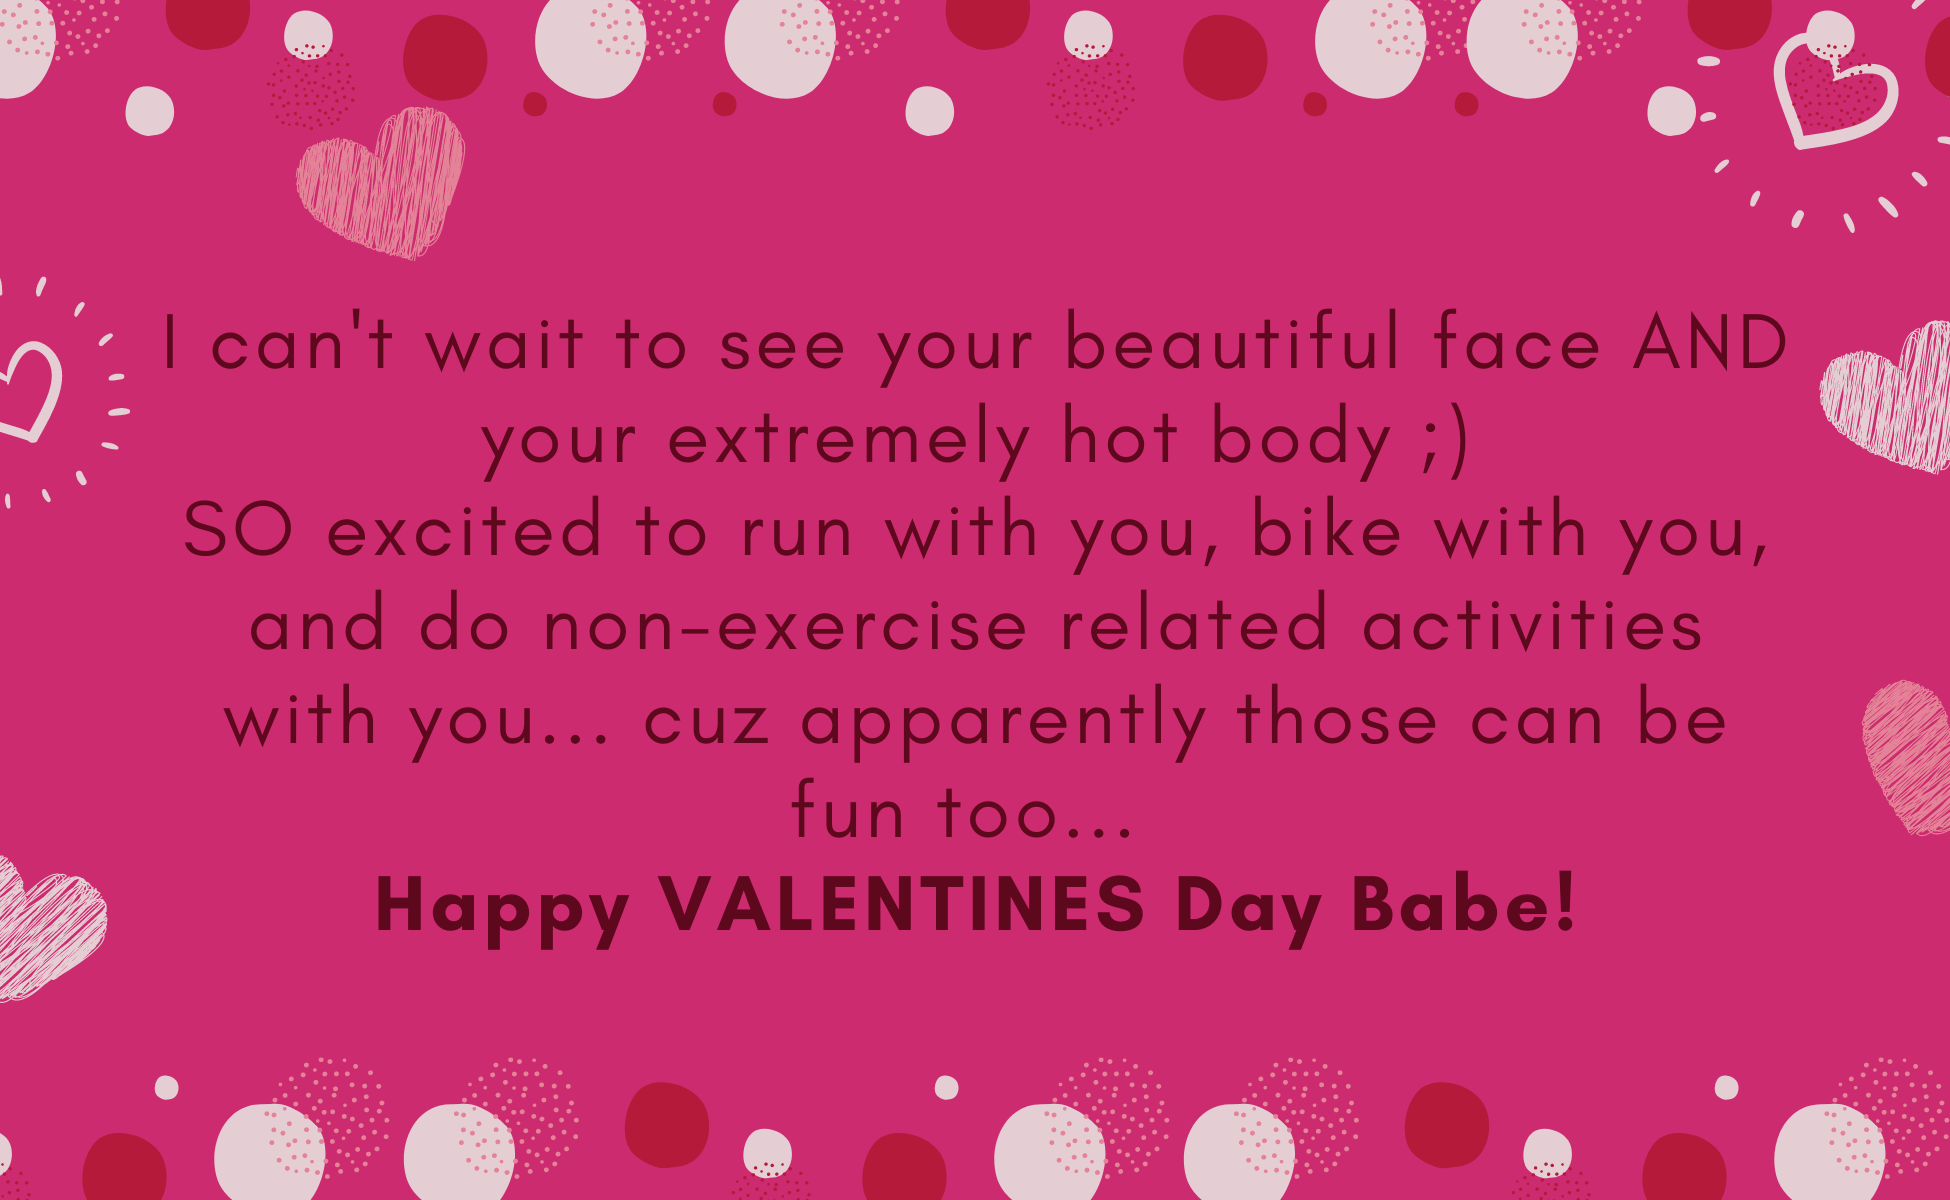 I can't wait to see your beautiful face AND
your extremely hot body ;)
SO excited to run with you, bike with you,
and do non-exercise related activities
with you... cuz apparently those can be
fun too...
Happy VALENTINES Day Babe!